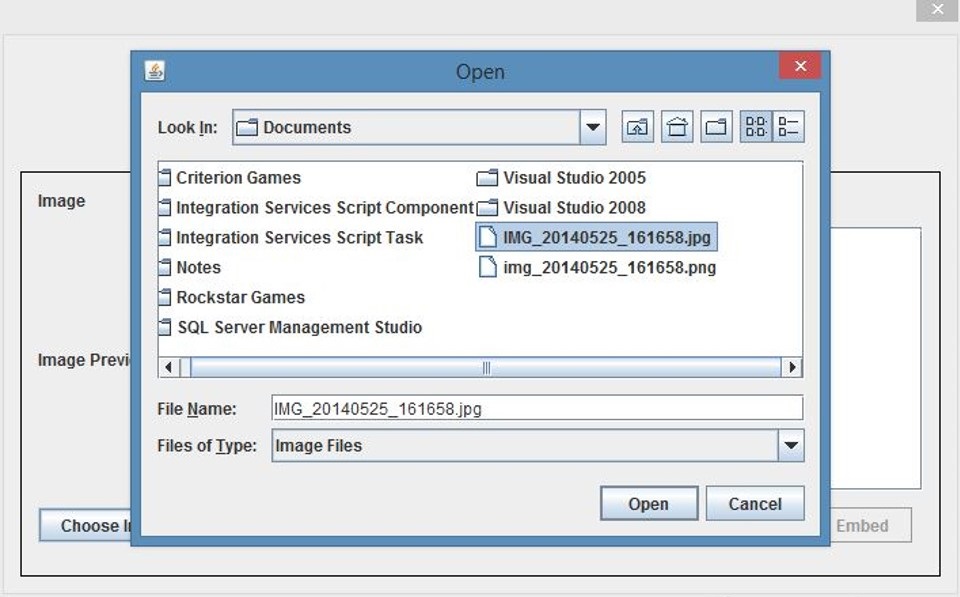 Open
Look In: Documents
Criterion Games
Integration Services Script Component
Integration Services Script Task
Notes
Rockstar Games
SQL Server Management Studio
Visual Studio 2005
Visual Studio 2008
IMG_20140525_161658.jpg
img_20140525_161658.png
File Name: IMG_20140525_161658.jpg
Files of Type: Image Files
Open Cancel
Image
Image Previ
Choose I
Embed